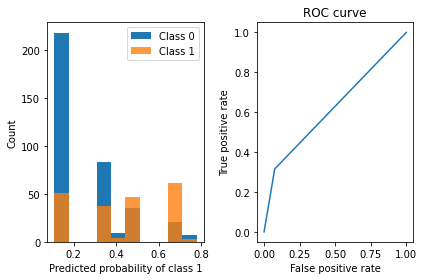 ROC curve
Class 0
Class 1
Count
0
50
100
150
200
0.2
0.4
0.6
0.8
Predicted probability of class 1
True positive rate
0.0
0.2
0.4
0.6
0.8
1.0
0.00
0.25
0.50
0.75
1.00
False positive rate